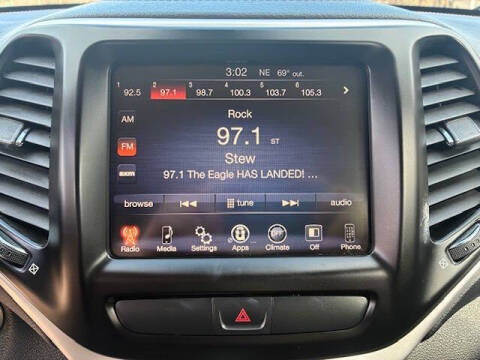 3:02 NE 69° out.
1 92.5 2 97.1 3 98.7 4 100.3 5 103.7 6 105.3
AM
FM
sxm
Rock
97.1 ST
Stew
97.1 The Eagle HAS LANDED! ...
browse tune audio
Radio Media Settings Apps OFF Climate Off Phone